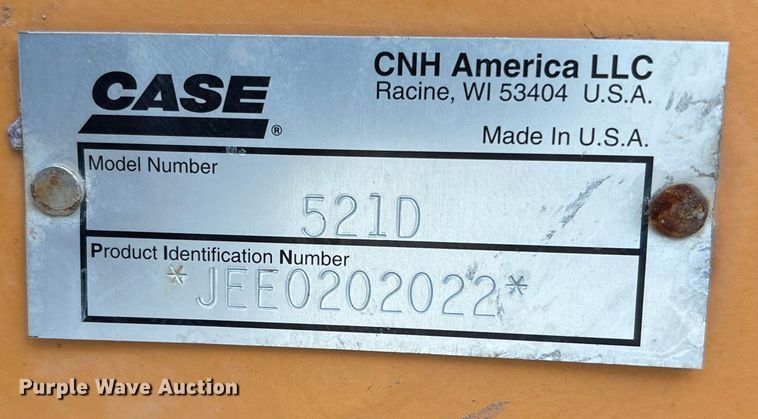 CASE®
CNH America LLC
Racine, WI 53404 U.S.A.
Made In U.S.A.
Model Number
521D
Product Identification Number
*JEE0202022*
Purple Wave Auction